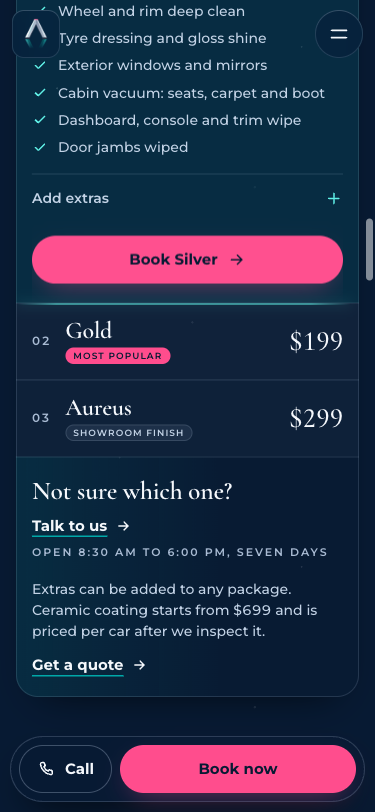 Wheel and rim deep clean
Tyre dressing and gloss shine
Exterior windows and mirrors
Cabin vacuum: seats, carpet and boot
Dashboard, console and trim wipe
Door jambs wiped
Add extras
Book Silver
02
Gold
MOST POPULAR
$199
03
Aureus
SHOWROOM FINISH
$299
Not sure which one?
Talk to us
OPEN 8:30 AM TO 6:00 PM, SEVEN DAYS
Extras can be added to any package.
Ceramic coating starts from $699 and is
priced per car after we inspect it.
Get a quote
Call
Book now